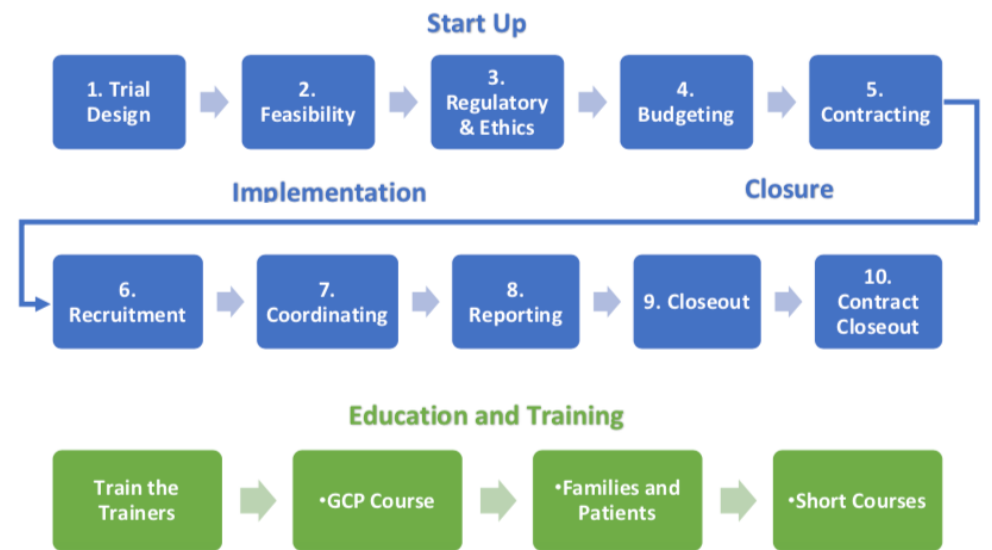 Start Up
1. Trial
Design
2.
Feasibility
3.
Regulatory
& Ethics
4.
Budgeting
5.
Contracting
Implementation
Closure
6.
Recruitment
7.
Coordinating
8.
Reporting
9. Closeout
10.
Contract
Closeout
Education and Training
Train the
Trainers
•GCP Course
•Families and
Patients
•Short Courses